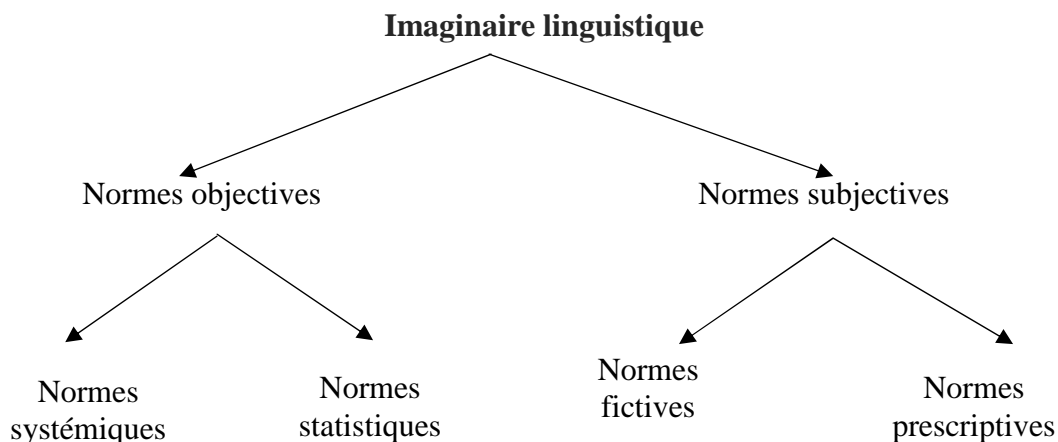 Imaginaire linguistique
Normes objectives
Normes subjectives
Normes
systémiques
Normes
statistiques
Normes
fictives
Normes
prescriptives